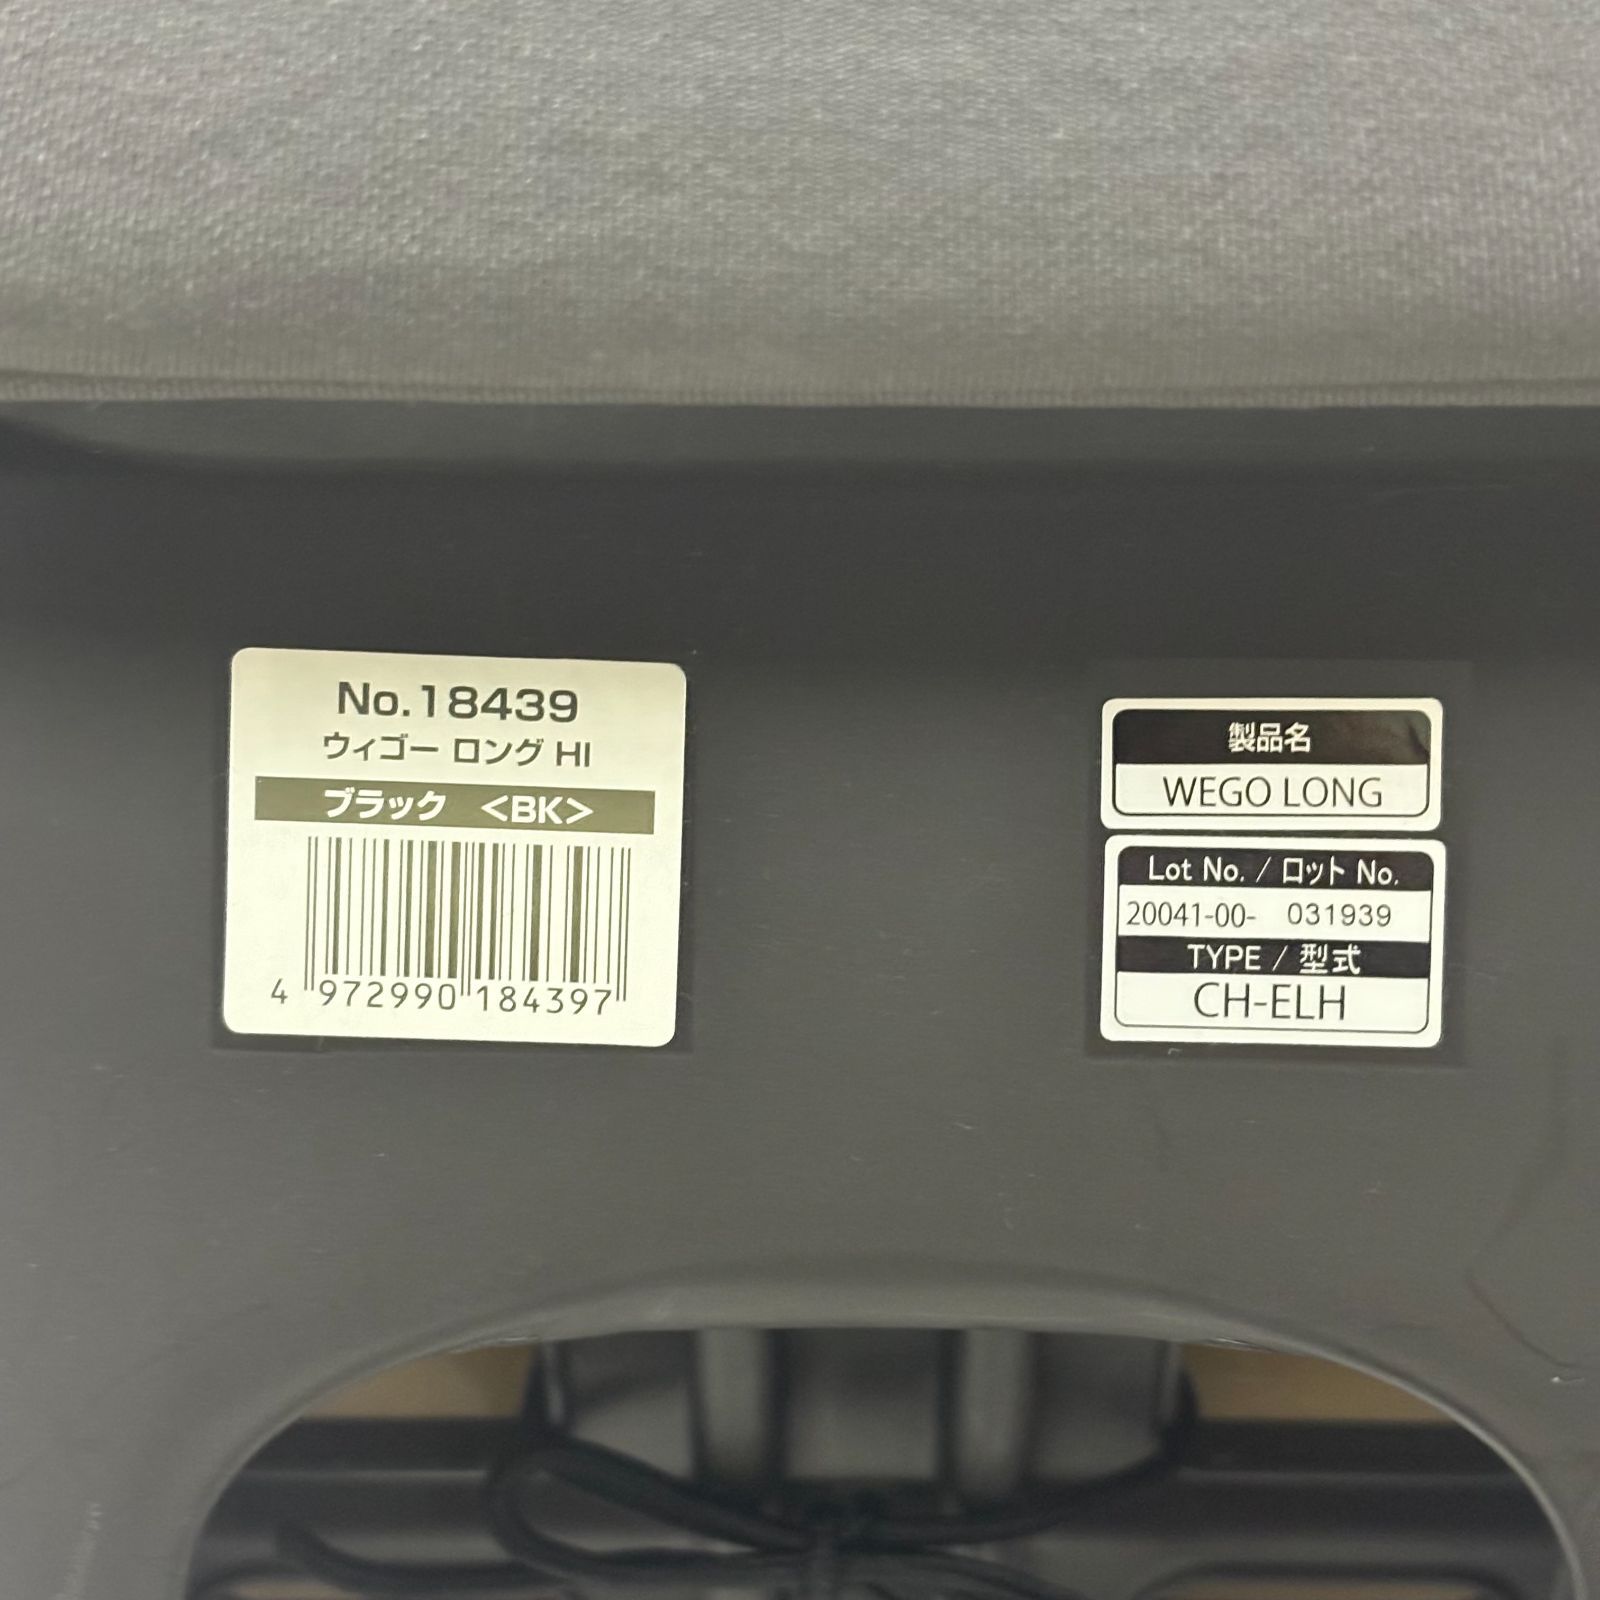 No.18439
ウィゴー ロング HI
ブラック <BK>
4 972990 184397
製品名
WEGO LONG
Lot No. / ロット No.
20041-00- 031939
TYPE / 型式
CH-ELH